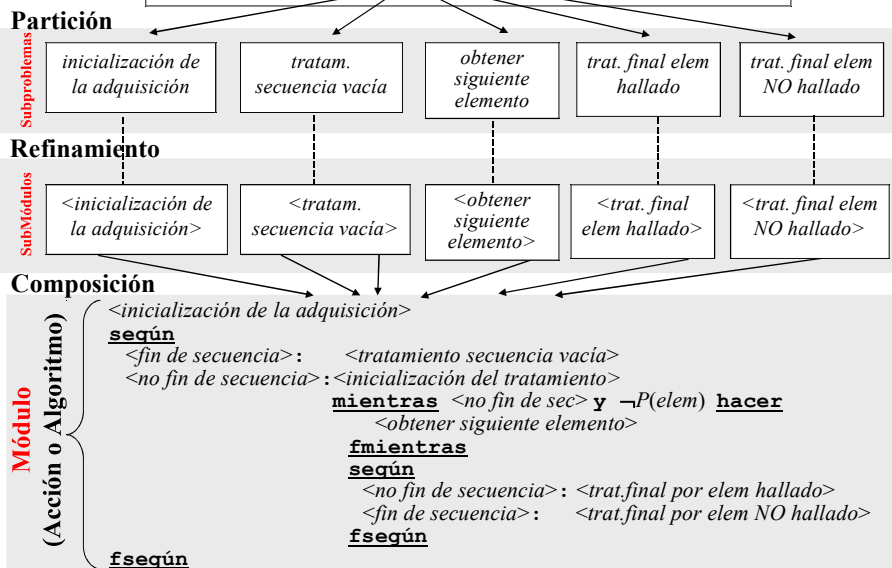 Partición
Subproblemas
inicialización de
la adquisición
tratam.
secuencia vacía
obtener
siguiente
elemento
trat. final elem
hallado
trat. final elem
NO hallado
Refinamiento
SubMódulos
<inicialización de
la adquisición>
<tratam.
secuencia vacía>
<obtener
siguiente
elemento>
<trat. final
elem hallado>
<trat. final elem
NO hallado>
Composición
Módulo
(Acción o Algoritmo)
<inicialización de la adquisición>
según
<fin de secuencia>: <tratamiento secuencia vacía>
<no fin de secuencia>:<inicialización del tratamiento>
mientras <no fin de sec> y ¬P(elem) hacer
<obtener siguiente elemento>
fmientras
según
<no fin de secuencia>: <trat.final por elem hallado>
<fin de secuencia>: <trat.final por elem NO hallado>
fsegún
fsegún